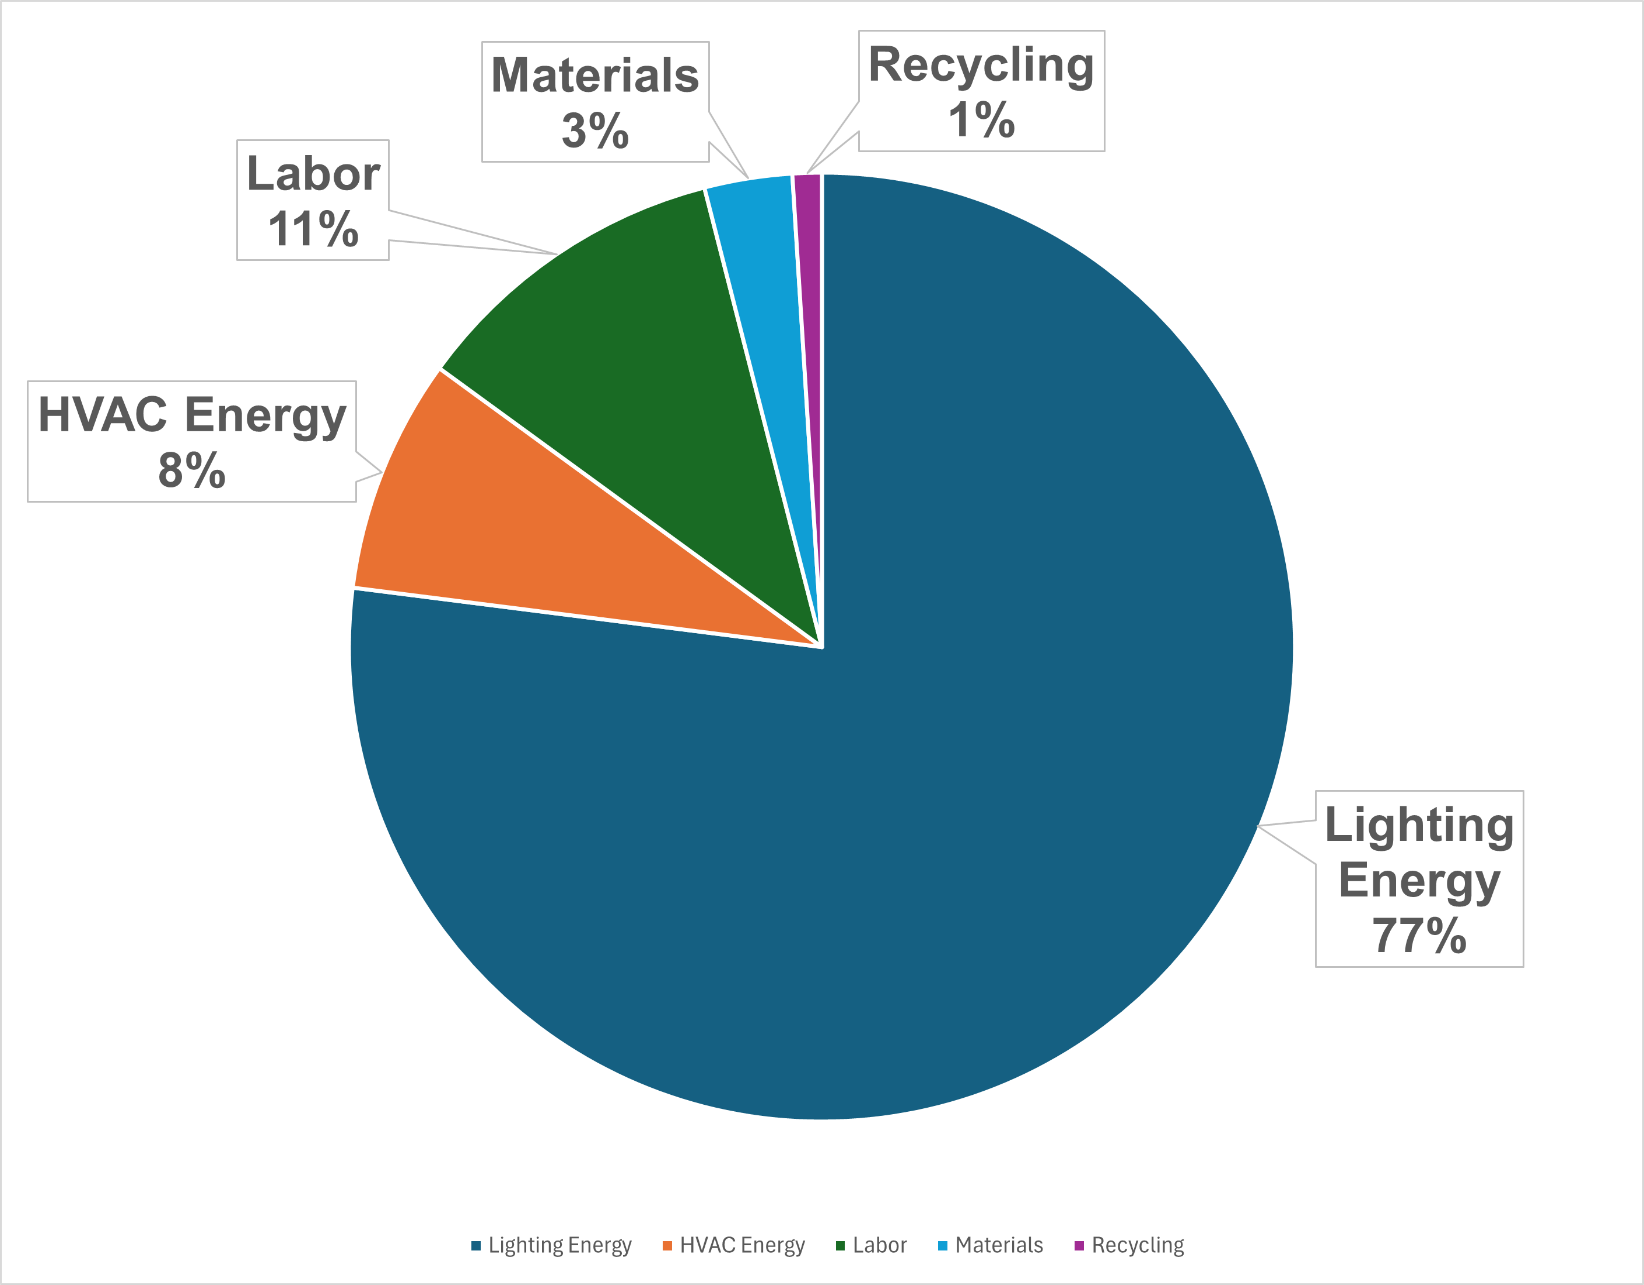 Materials
3%
Recycling
1%
Labor
11%
HVAC Energy
8%
Lighting
Energy
77%
Lighting Energy HVAC Energy Labor Materials Recycling